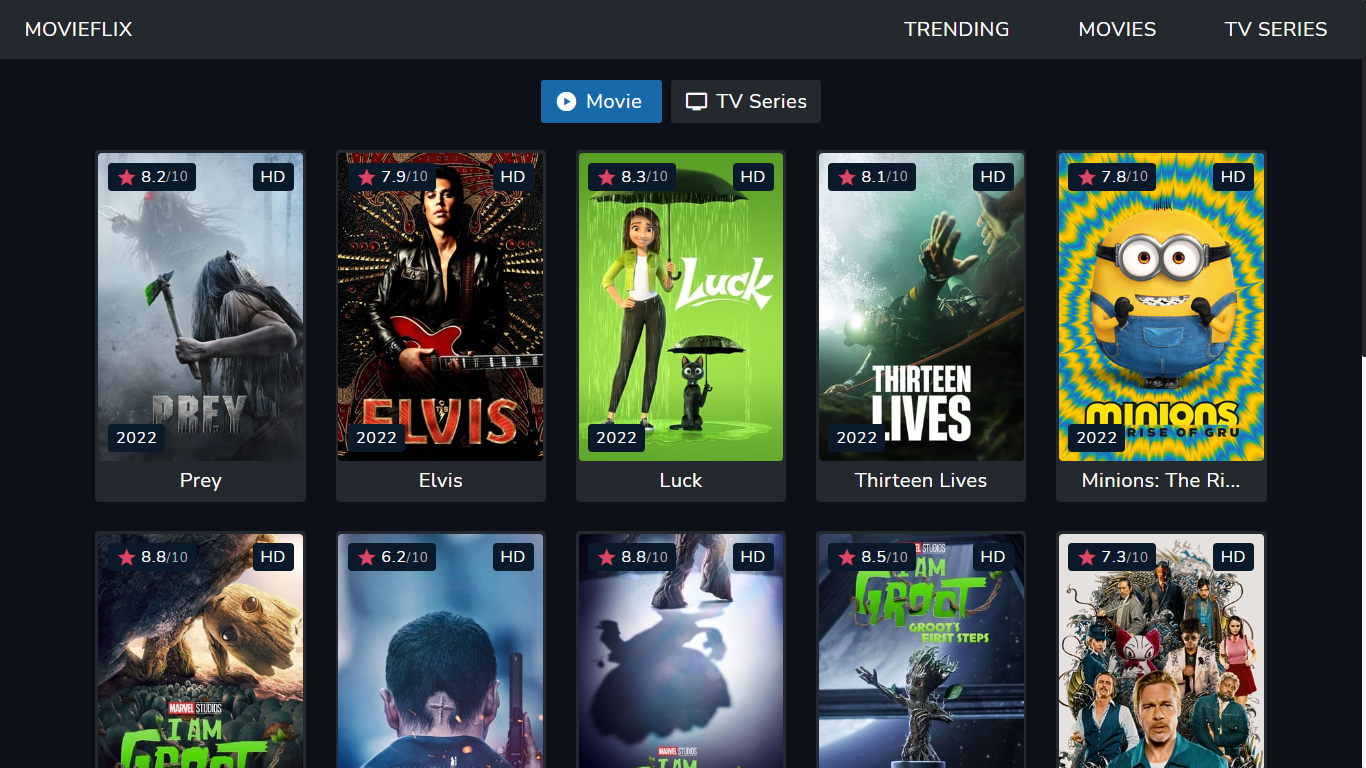 MOVIEFLIX TRENDING MOVIES TV SERIES
Movie TV Series
8.2/10 HD
PREY
2022
Prey
7.9/10 HD
ELVIS
2022
Elvis
8.3/10 HD
Luck
2022
Luck
8.1/10 HD
THIRTEEN
LIVES
2022
Thirteen Lives
7.8/10 HD
MINIONS
RISE OF GRU
2022
Minions: The Ri...
8.8/10 HD
MARVEL STUDIOS
I AM
GROOT
6.2/10 HD
8.8/10 HD
MARVEL STUDIOS
I AM
8.5/10 HD
STUDIOS
I AM
GROOT
GROOT'S
FIRST STEPS
7.3/10 HD